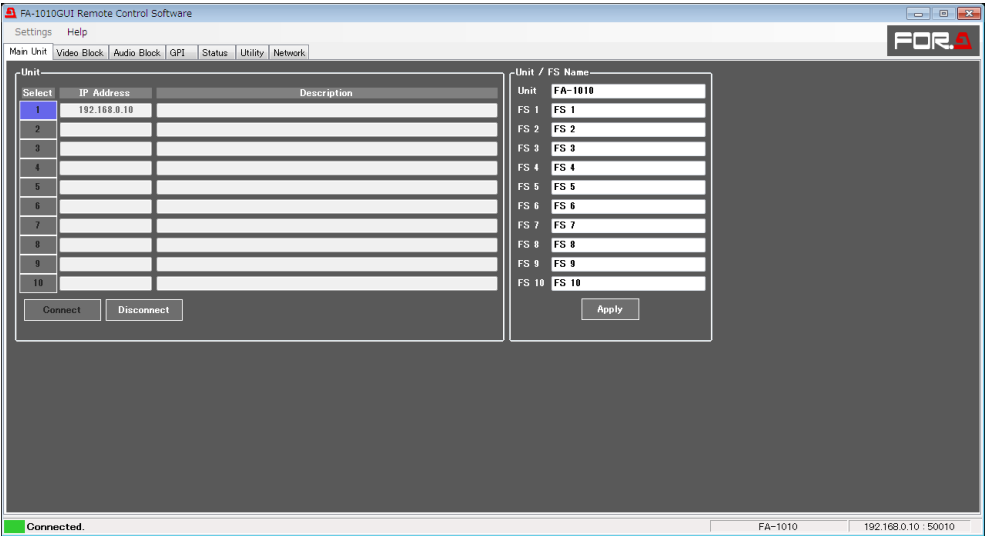 FA-1010GUI Remote Control Software
Settings Help
FOR.A
Main Unit Video Block Audio Block GPI Status Utility Network
Unit
Select IP Address Description
1 192.168.0.10
2
3
4
5
6
7
8
9
10
Connect Disconnect
Unit / FS Name
Unit FA-1010
FS 1 FS 1
FS 2 FS 2
FS 3 FS 3
FS 4 FS 4
FS 5 FS 5
FS 6 FS 6
FS 7 FS 7
FS 8 FS 8
FS 9 FS 9
FS 10 FS 10
Apply
Connected. FA-1010 192.168.0.10 : 50010